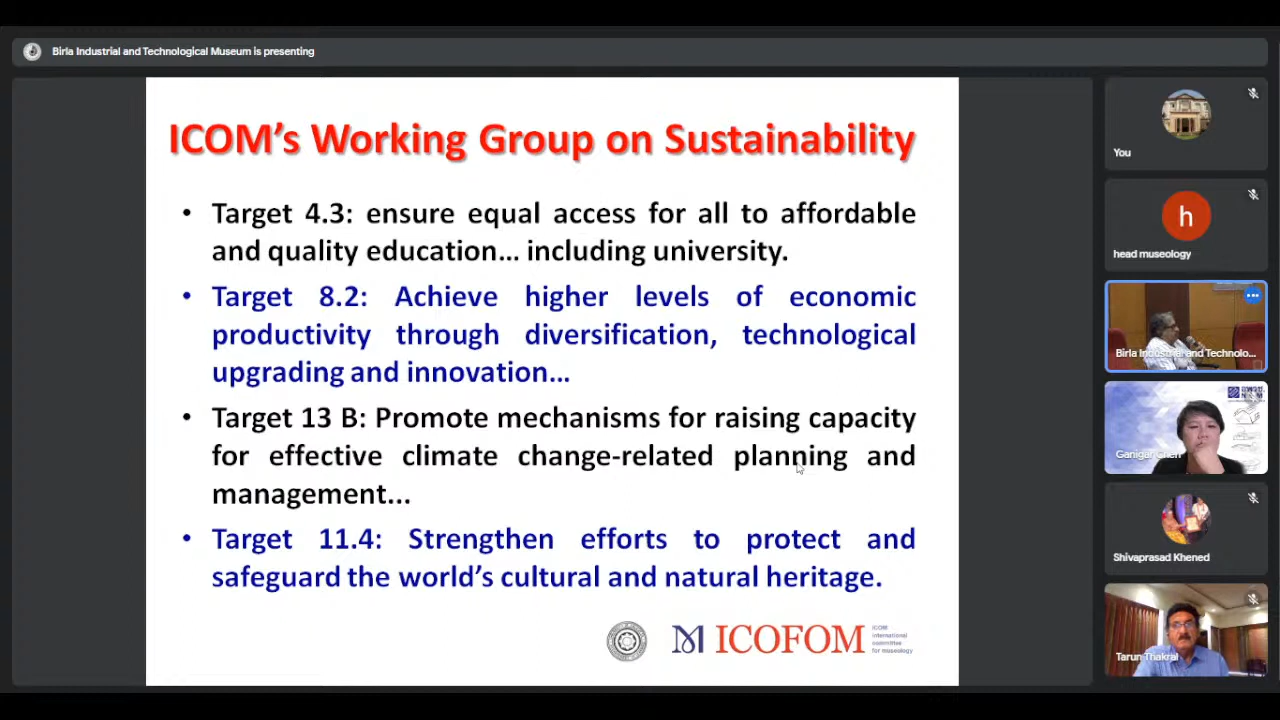 Birla Industrial and Technological Museum is presenting
ICOM's Working Group on Sustainability
• Target 4.3: ensure equal access for all to affordable
and quality education... including university.
• Target 8.2: Achieve higher levels of economic
productivity through diversification, technological
upgrading and innovation...
• Target 13 B: Promote mechanisms for raising capacity
for effective climate change-related planning and
management...
• Target 11.4: Strengthen efforts to protect and
safeguard the world's cultural and natural heritage.
ICOFOM
ICOM
international
committee
for museology
You
h
head museology
Birla Industrial and Technolo...
Ganigar Chen
Shivaprasad Khened
Tarun Thakral